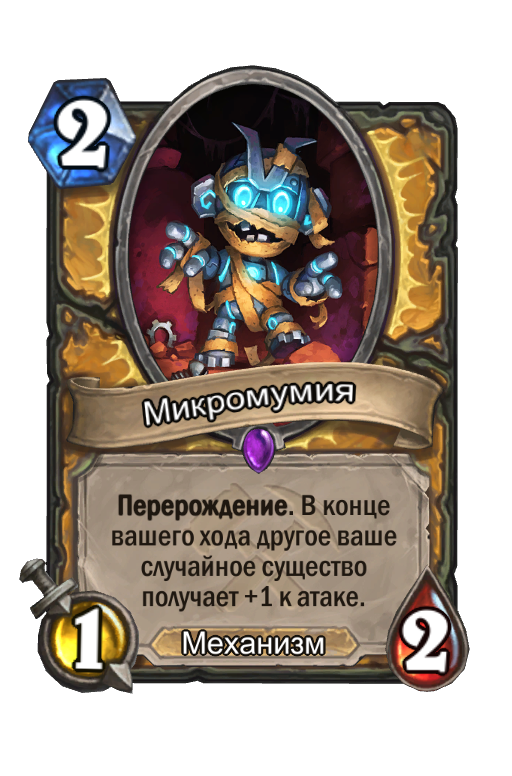 2
Микромумия
Перерождение. В конце
вашего хода другое ваше
случайное существо
получает +1 к атаке.
1
Механизм
2